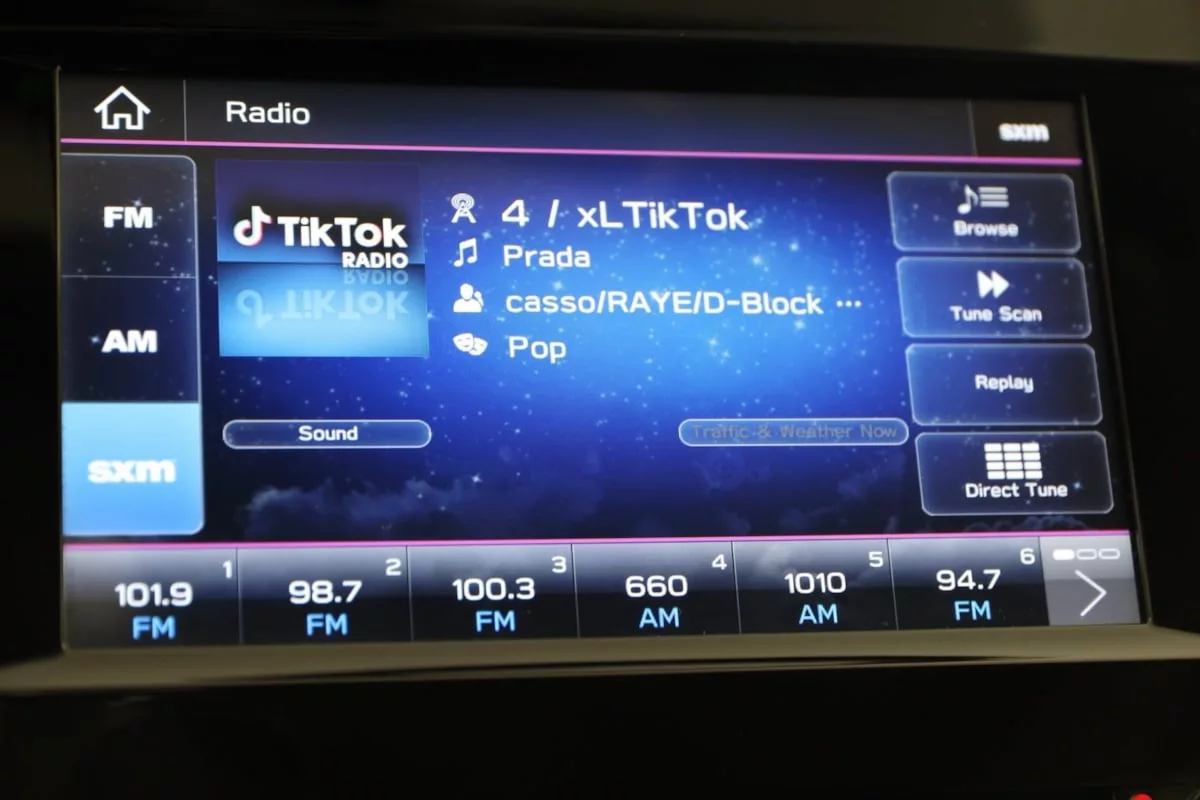 Radio
sxm
FM
AM
sxm
TikTok
RADIO
RADIO
TikTok
4 / xLTikTok
Prada
casso/RAYE/D-Block ...
Pop
Sound
Traffic & Weather Now
Browse
Tune Scan
Replay
Direct Tune
1
101.9
FM
2
98.7
FM
3
100.3
FM
4
660
AM
5
1010
AM
6
94.7
FM